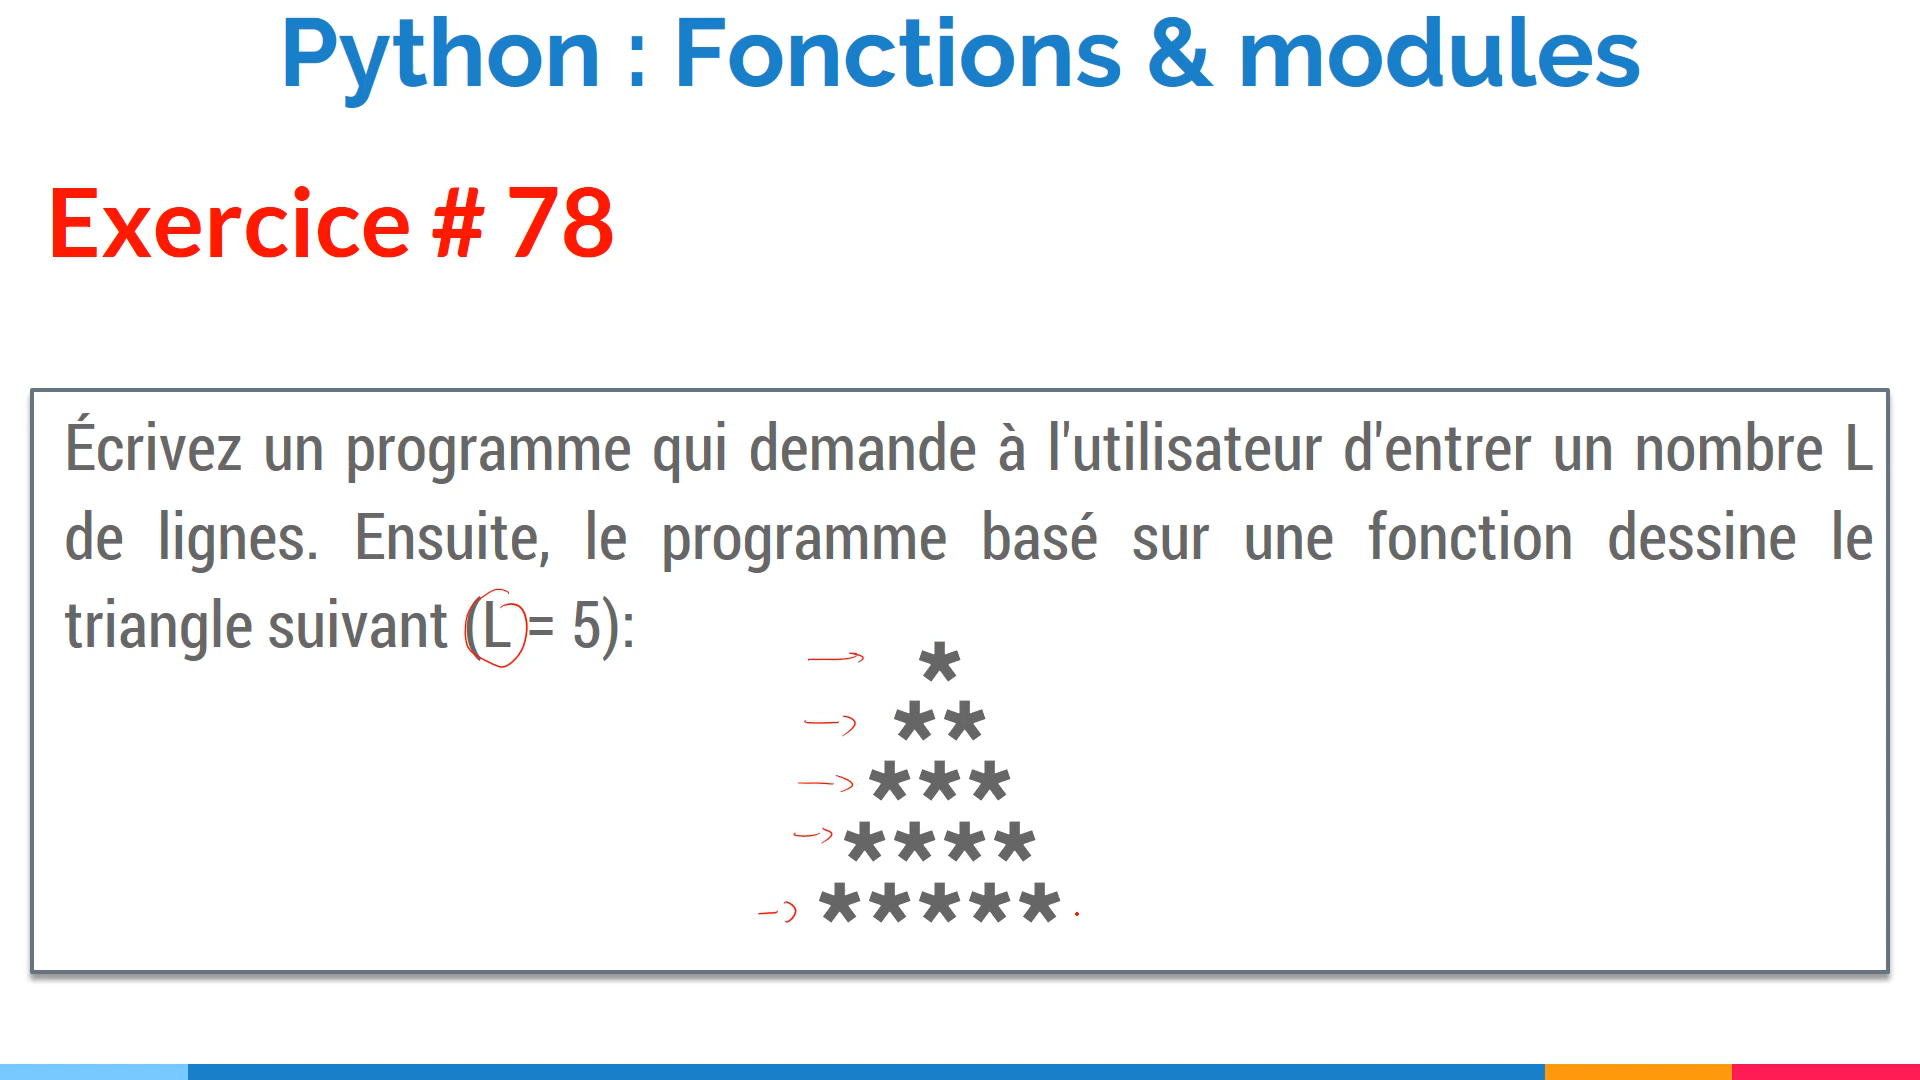 Python : Fonctions & modules
Exercice # 78
Écrivez un programme qui demande à l'utilisateur d'entrer un nombre L
de lignes. Ensuite, le programme basé sur une fonction dessine le
triangle suivant (L = 5):
*
**
***
****
*****